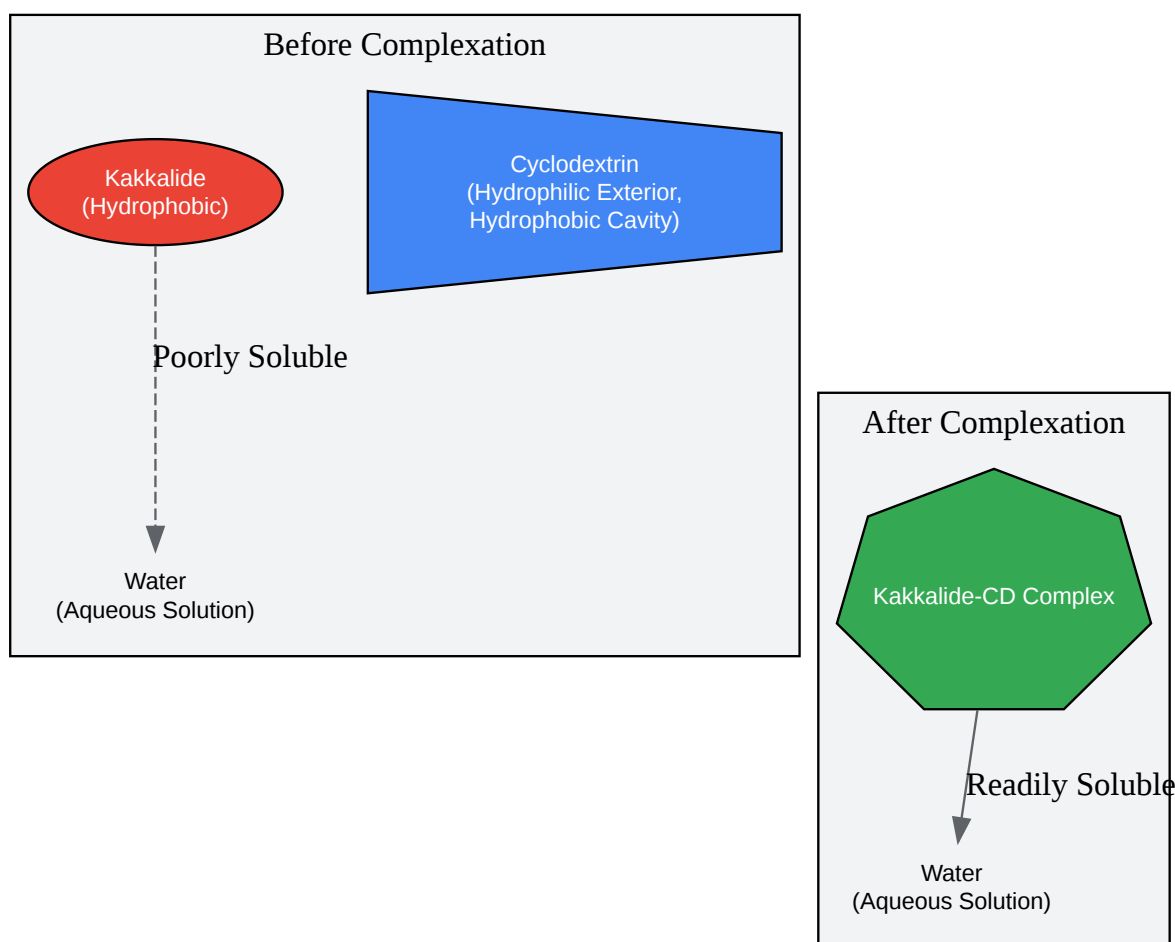 Before Complexation
Kakkalide
(Hydrophobic)
Cyclodextrin
(Hydrophilic Exterior,
Hydrophobic Cavity)
Poorly Soluble
Water
(Aqueous Solution)
After Complexation
Kakkalide-CD Complex
Readily Soluble
Water
(Aqueous Solution)